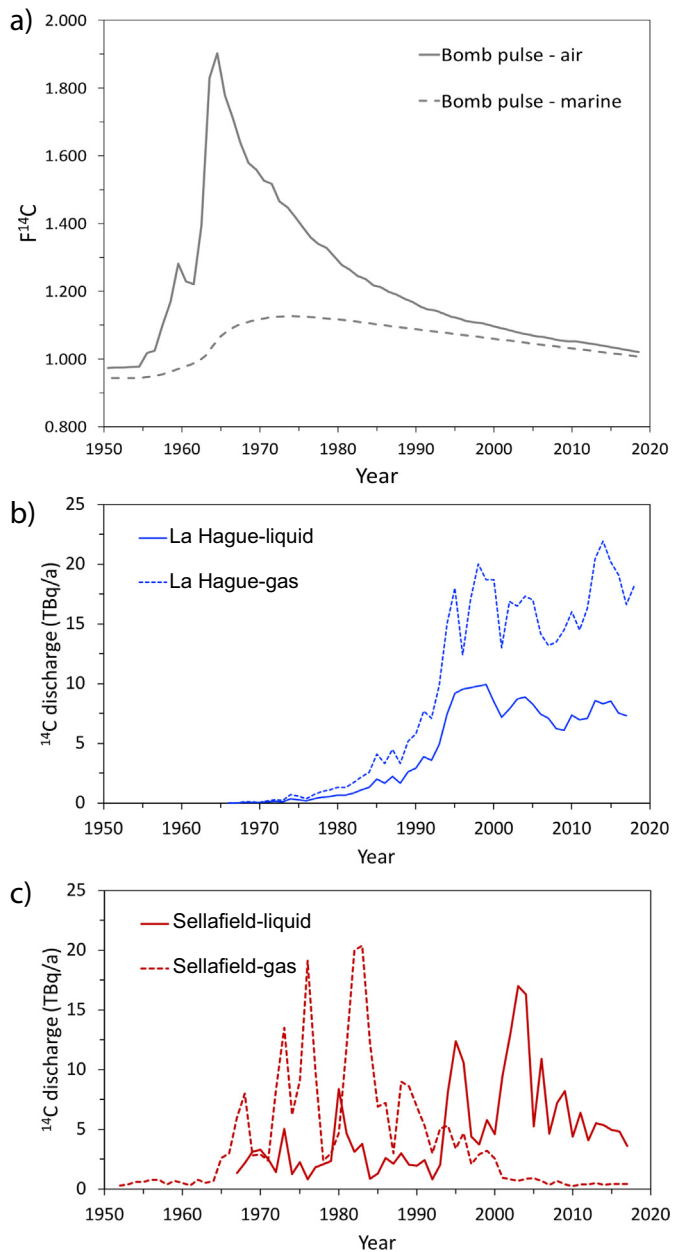 a)
2.000
1.800
1.600
1.400
1.200
1.000
0.800
F¹⁴C
Bomb pulse - air
Bomb pulse - marine
1950 1960 1970 1980 1990 2000 2010 2020
Year
b)
25
20
15
10
5
0
¹⁴C discharge (TBq/a)
La Hague-liquid
La Hague-gas
1950 1960 1970 1980 1990 2000 2010 2020
Year
c)
25
20
15
10
5
0
¹⁴C discharge (TBq/a)
Sellafield-liquid
Sellafield-gas
1950 1960 1970 1980 1990 2000 2010 2020
Year